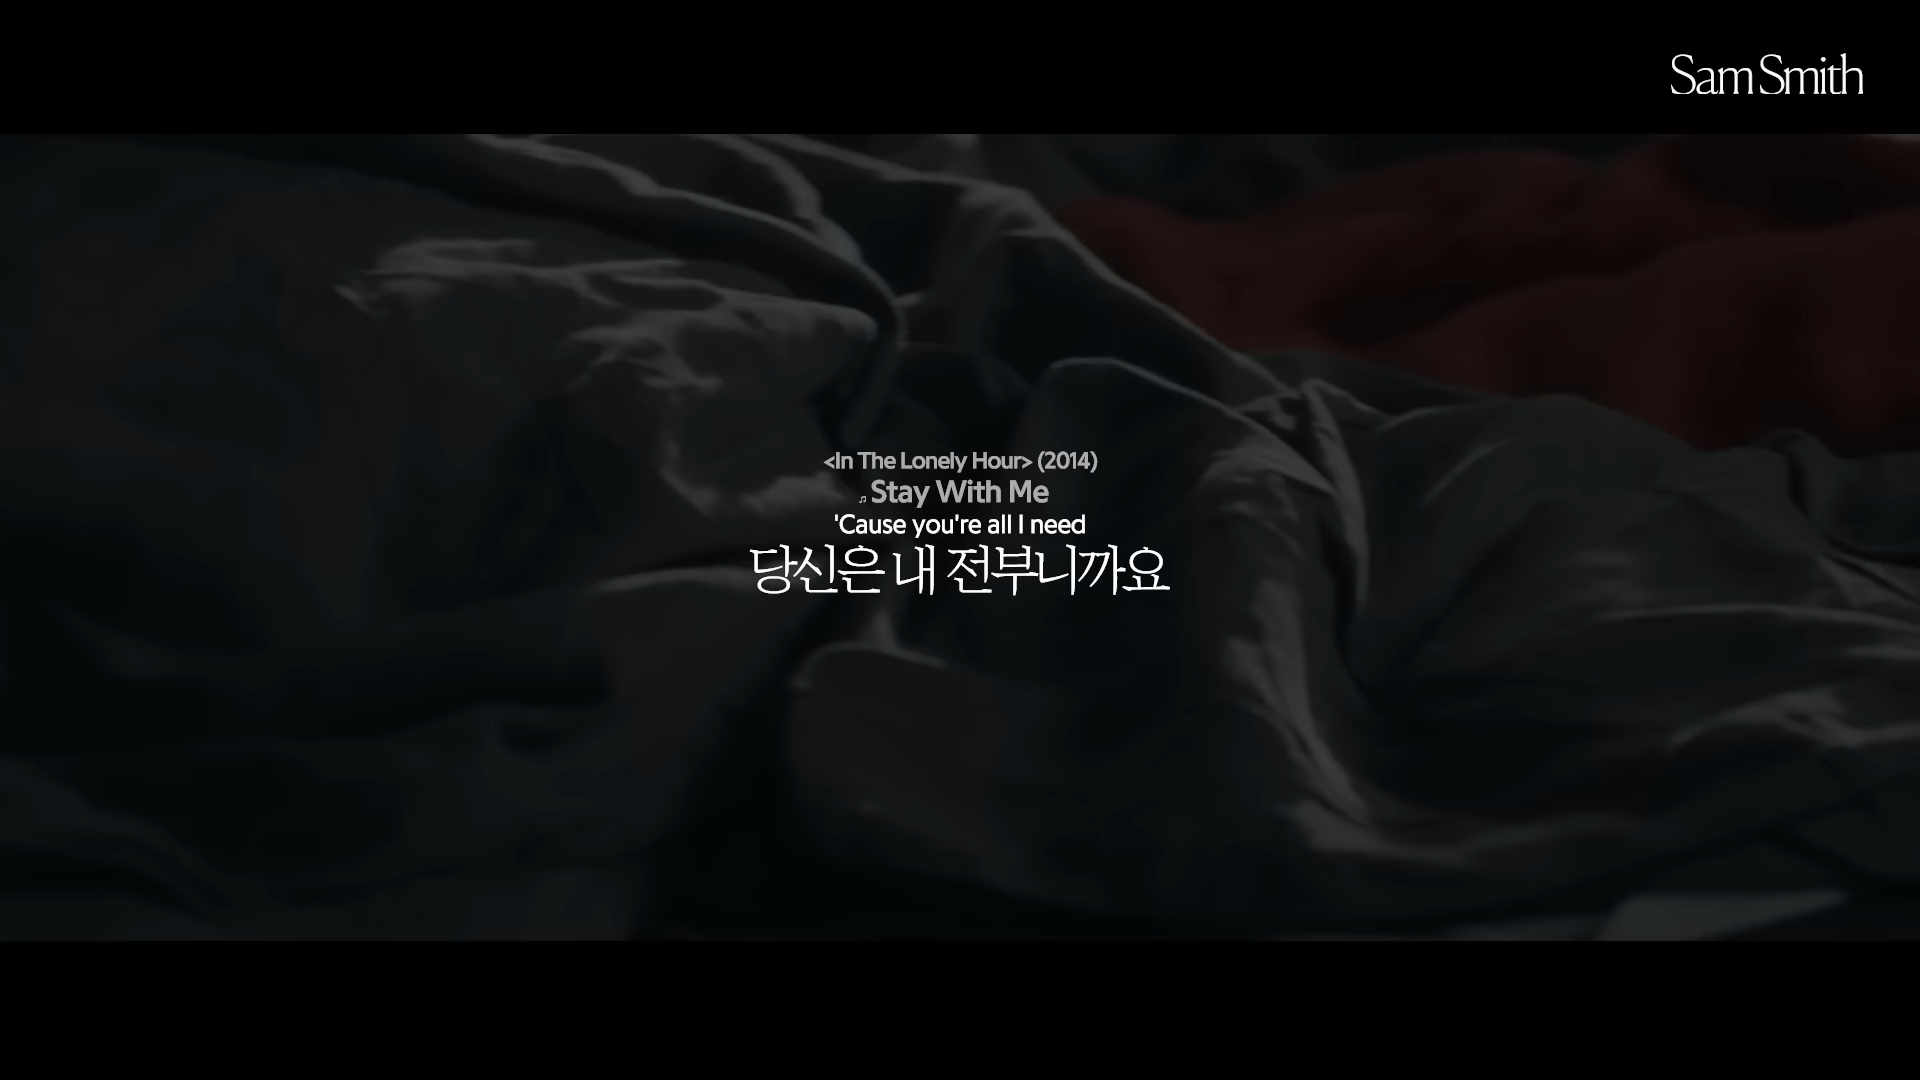 Sam Smith
<In The Lonely Hour> (2014)
♫ Stay With Me
'Cause you're all I need
당신은 내 전부니까요